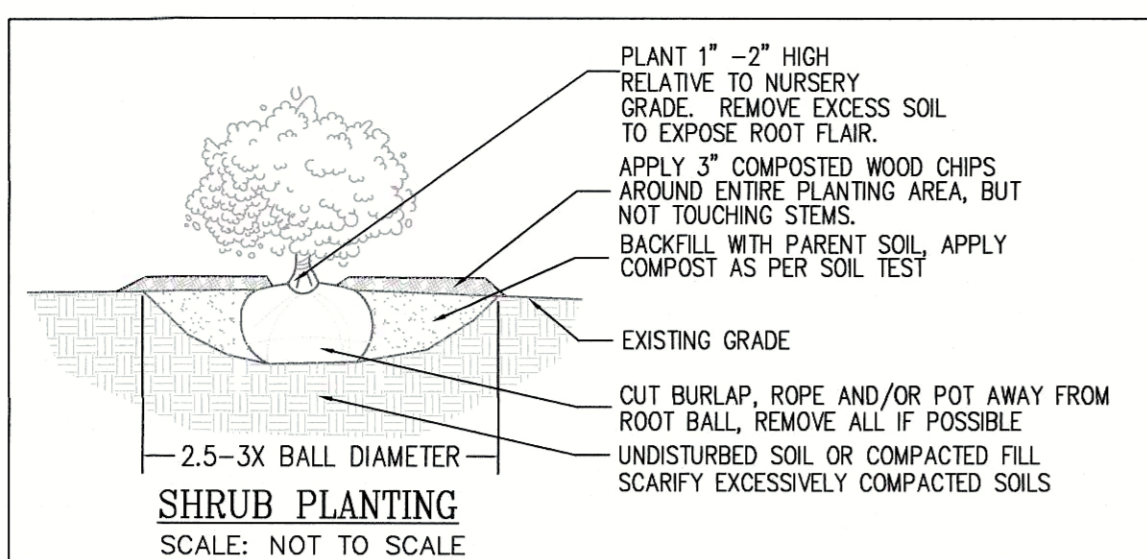 PLANT 1" -2" HIGH
RELATIVE TO NURSERY
GRADE. REMOVE EXCESS SOIL
TO EXPOSE ROOT FLAIR.
APPLY 3" COMPOSTED WOOD CHIPS
AROUND ENTIRE PLANTING AREA, BUT
NOT TOUCHING STEMS.
BACKFILL WITH PARENT SOIL, APPLY
COMPOST AS PER SOIL TEST
EXISTING GRADE
CUT BURLAP, ROPE AND/OR POT AWAY FROM
ROOT BALL, REMOVE ALL IF POSSIBLE
UNDISTURBED SOIL OR COMPACTED FILL
SCARIFY EXCESSIVELY COMPACTED SOILS
2.5-3X BALL DIAMETER
SHRUB PLANTING
SCALE: NOT TO SCALE